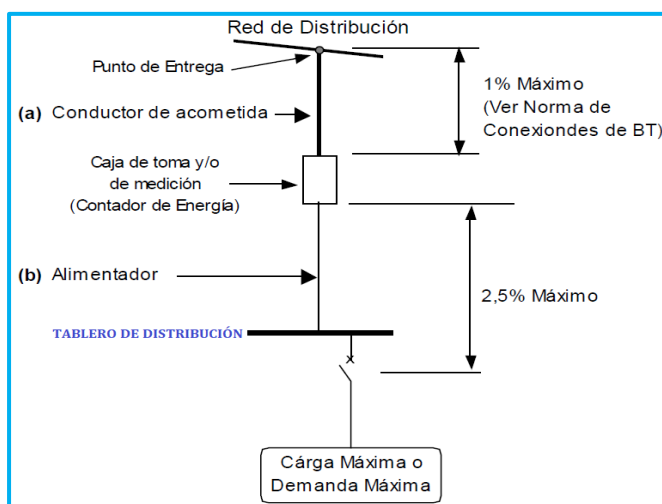 Red de Distribución
Punto de Entrega
1% Máximo
(Ver Norma de
Conexiondes de BT)
(a) Conductor de acometida
Caja de toma y/o
de medición
(Contador de Energía)
(b) Alimentador
2,5% Máximo
TABLERO DE DISTRIBUCIÓN
Cárga Máxima o
Demanda Máxima